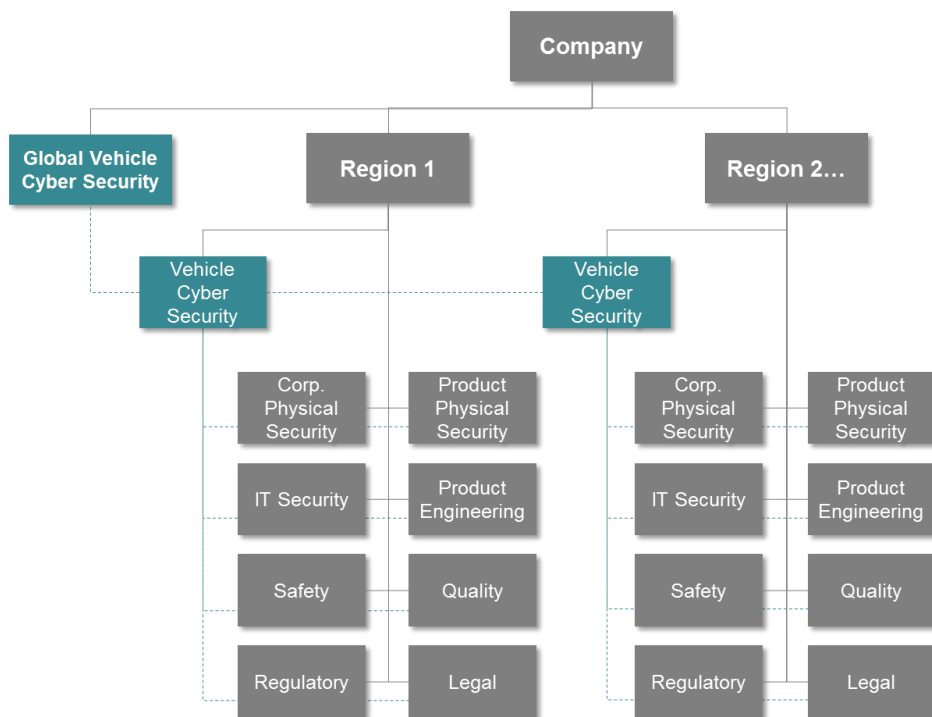 Company
Global Vehicle
Cyber Security
Region 1
Region 2...
Vehicle
Cyber
Security
Vehicle
Cyber
Security
Corp.
Physical
Security
Product
Physical
Security
Corp.
Physical
Security
Product
Physical
Security
IT Security
Product
Engineering
IT Security
Product
Engineering
Safety
Quality
Safety
Quality
Regulatory
Legal
Regulatory
Legal